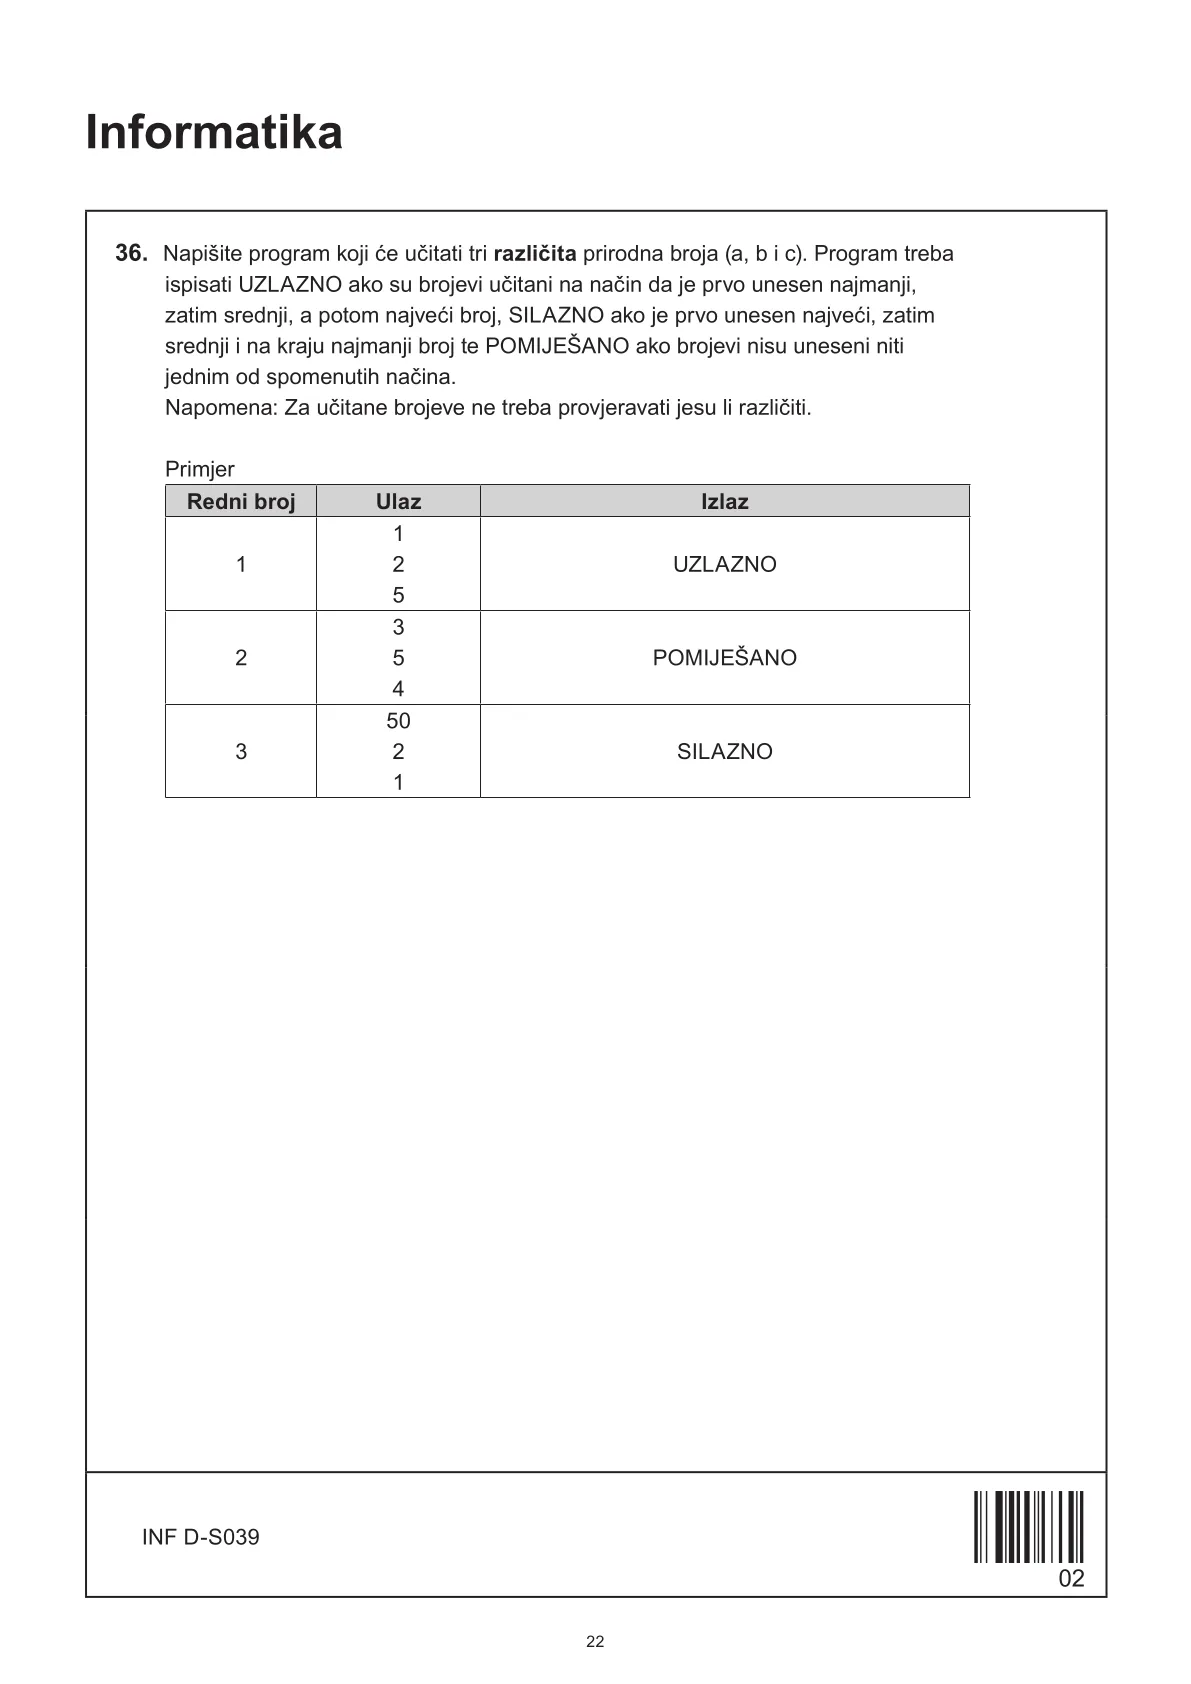 Informatika
36. Napišite program koji će učitati tri različita prirodna broja (a, b i c). Program treba
ispisati UZLAZNO ako su brojevi učitani na način da je prvo unesen najmanji,
zatim srednji, a potom najveći broj, SILAZNO ako je prvo unesen najveći, zatim
srednji i na kraju najmanji broj te POMIJEŠANO ako brojevi nisu uneseni niti
jednim od spomenutih načina.
Napomena: Za učitane brojeve ne treba provjeravati jesu li različiti.
Primjer
Redni broj Ulaz Izlaz
1
1 2 UZLAZNO
5
3
2 5 POMIJEŠANO
4
50
3 2 SILAZNO
1
INF D-S039
02
22